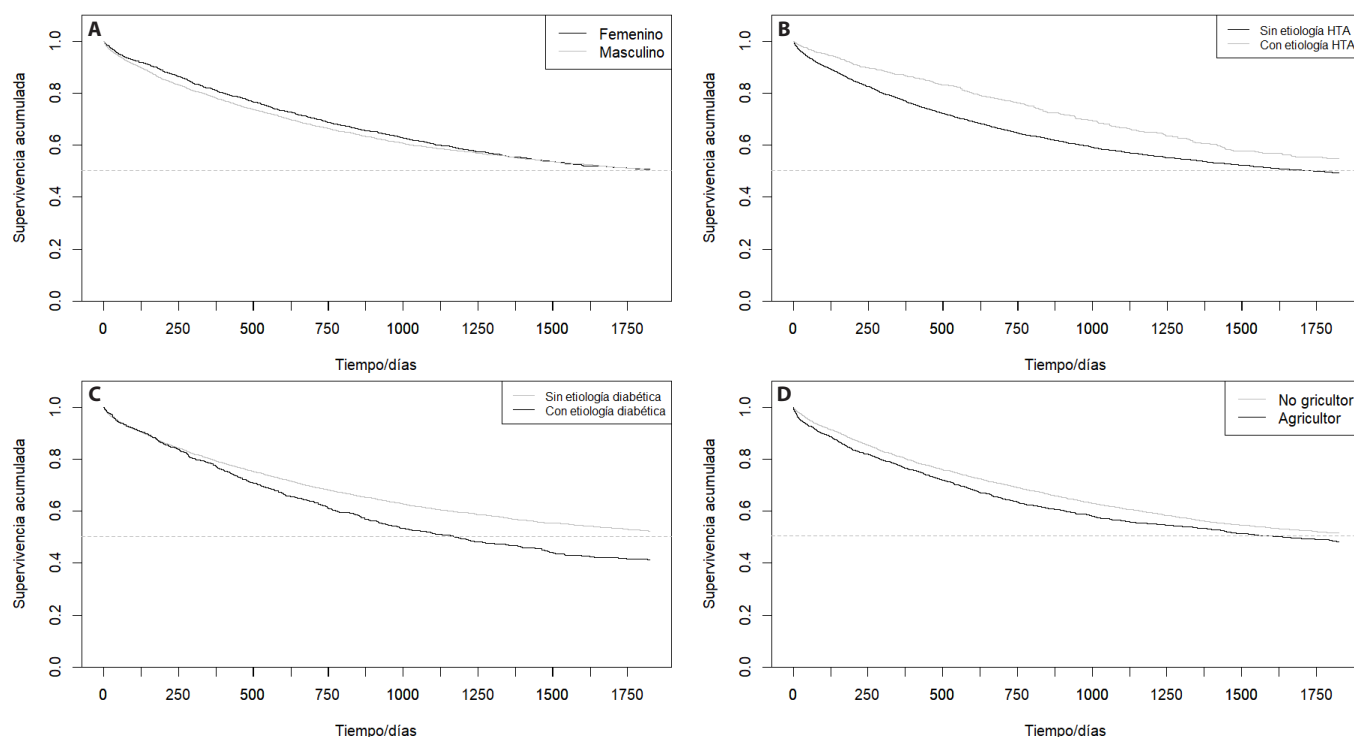 A
Femenino
Masculino
Supervivencia acumulada
1.0
0.8
0.6
0.4
0.2
0.0
0 250 500 750 1000 1250 1500 1750
Tiempo/días
B
Sin etiología HTA
Con etiología HTA
Supervivencia acumulada
1.0
0.8
0.6
0.4
0.2
0.0
0 250 500 750 1000 1250 1500 1750
Tiempo/días
C
Sin etiología diabética
Con etiología diabética
Supervivencia acumulada
1.0
0.8
0.6
0.4
0.2
0.0
0 250 500 750 1000 1250 1500 1750
Tiempo/días
D
No gricultor
Agricultor
Supervivencia acumulada
1.0
0.8
0.6
0.4
0.2
0.0
0 250 500 750 1000 1250 1500 1750
Tiempo/días